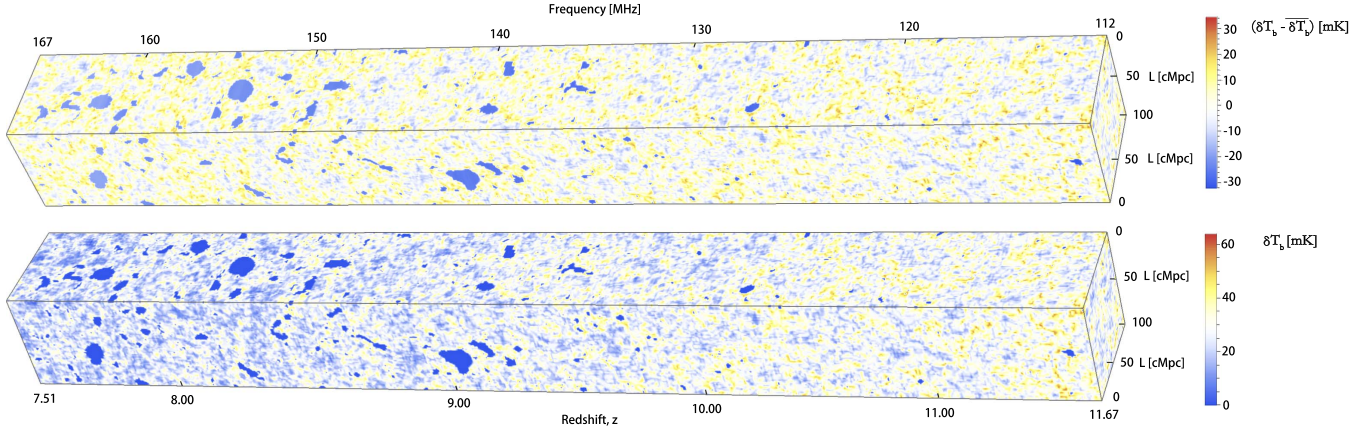 Frequency [MHz]
167 160 150 140 130 120 112
0
50 L [cMpc]
100
50 L [cMpc]
0
(δT_b - \overline{δT_b}) [mK]
30
20
10
0
-10
-20
-30
0
50 L [cMpc]
100
50 L [cMpc]
0
δT_b [mK]
60
40
20
0
7.51 8.00 9.00 10.00 11.00 11.67
Redshift, z